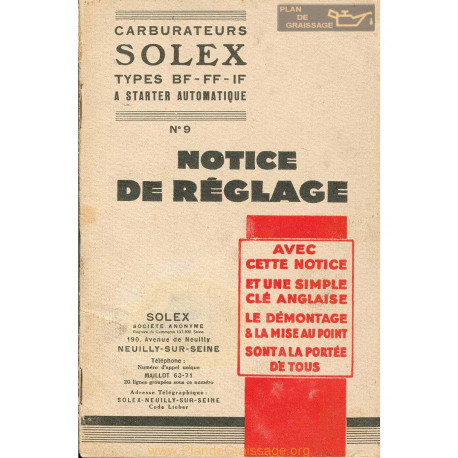 CARBURATEURS
SOLEX
TYPES BF-FF-IF
A STARTER AUTOMATIQUE
PLAN
DE
GRAISSAGE
N° 9
NOTICE
DE RÉGLAGE
AVEC
CETTE NOTICE
ET UNE SIMPLE
CLÉ ANGLAISE
LE DÉMONTAGE
& LA MISE AU POINT
SONT A LA PORTÉE
DE TOUS
SOLEX
SOCIÉTÉ ANONYME
190, Avenue de Neuilly
NEUILLY-SUR-SEINE
Téléphone :
Numéro d'appel unique
MAILLOT 63-71
20 lignes groupées sous ce numéro
Adresse Télégraphique :
SOLEX-NEUILLY-SUR-SEINE
Code Lieber
www.Plandegraissage.org